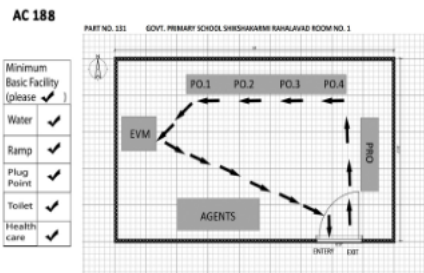 AC 188
PART NO. 131 GOVT. PRIMARY SCHOOL SHIKSHAKARMI RAHALAVAD ROOM NO. 1
Minimum
Basic Facility
(please ✔ )
Water ✔
Ramp ✔
Plug
Point ✔
Toilet ✔
Health
care ✔
PO.1 PO.2 PO.3 PO.4
EVM
PRO
AGENTS
ENTERY EXIT